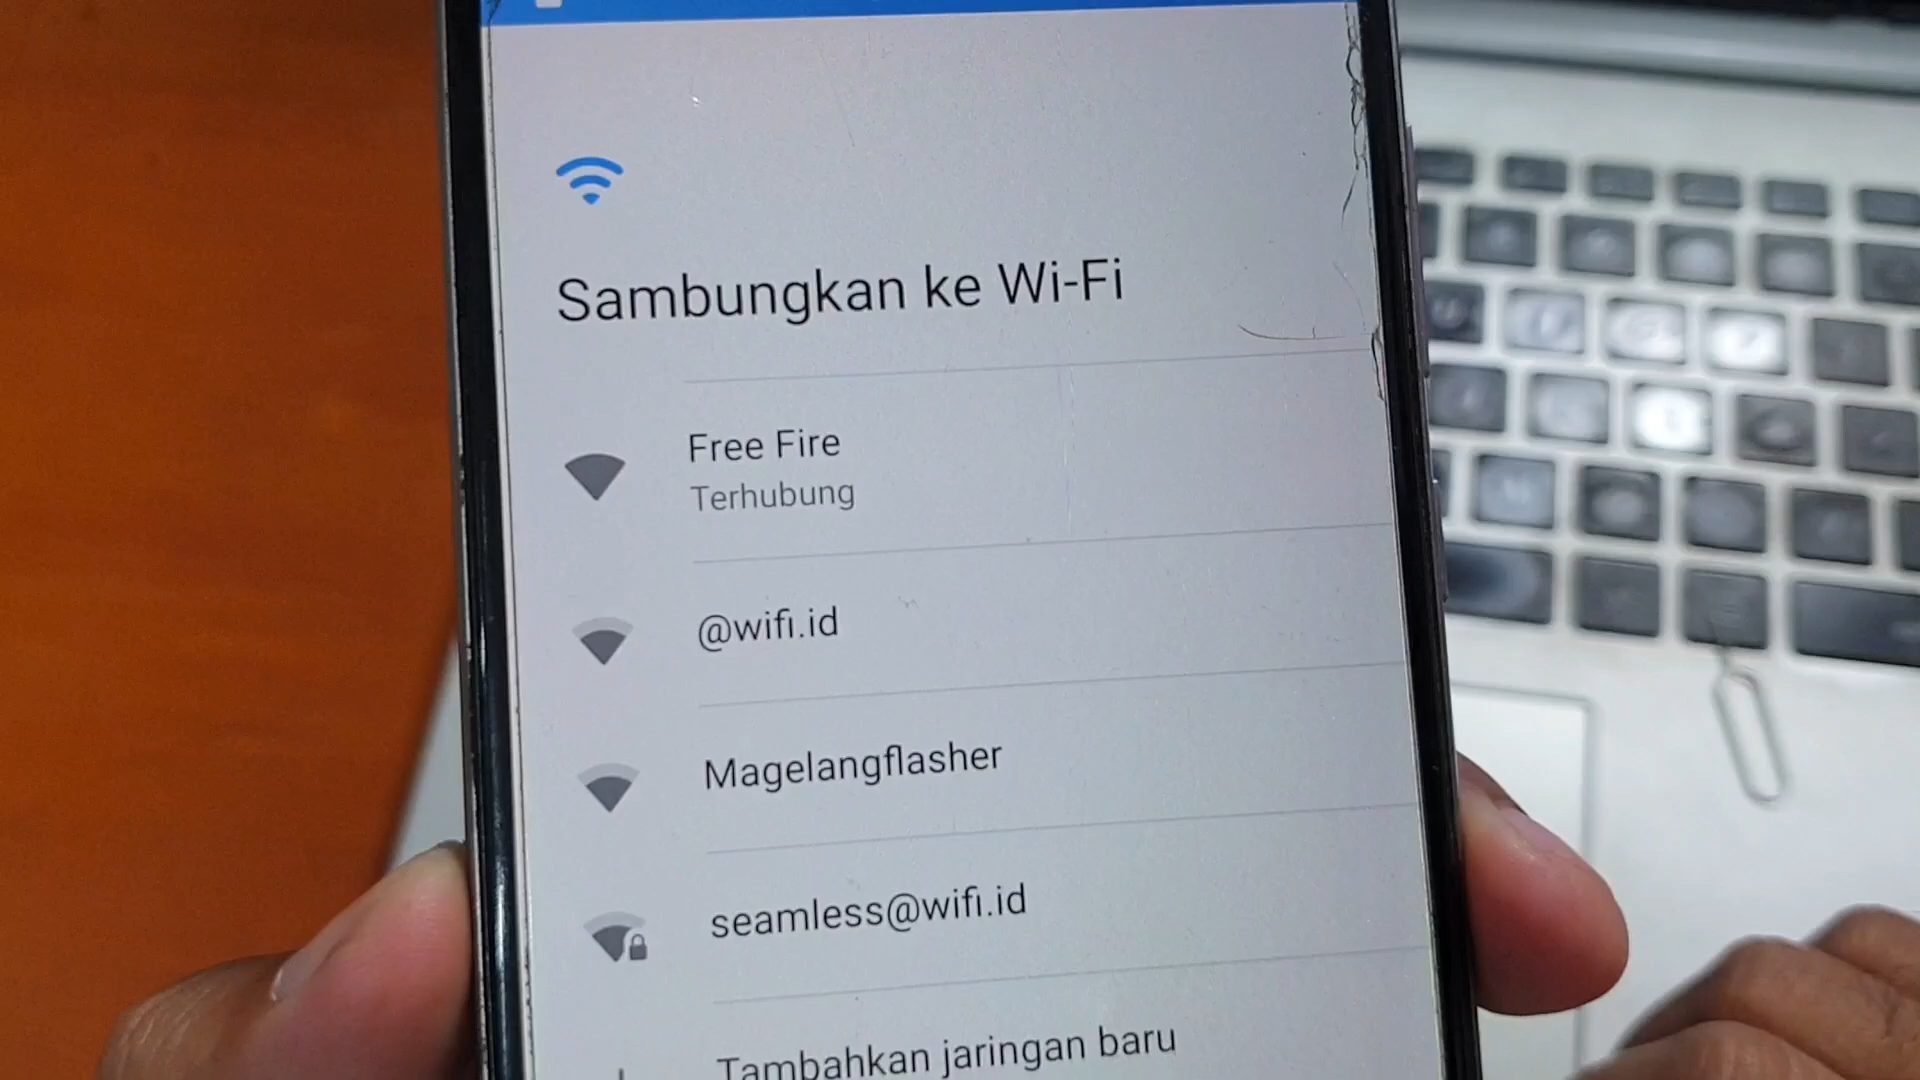 Sambungkan ke Wi-Fi
Free Fire
Terhubung
@wifi.id
Magelangflasher
seamless@wifi.id
Tambahkan jaringan baru